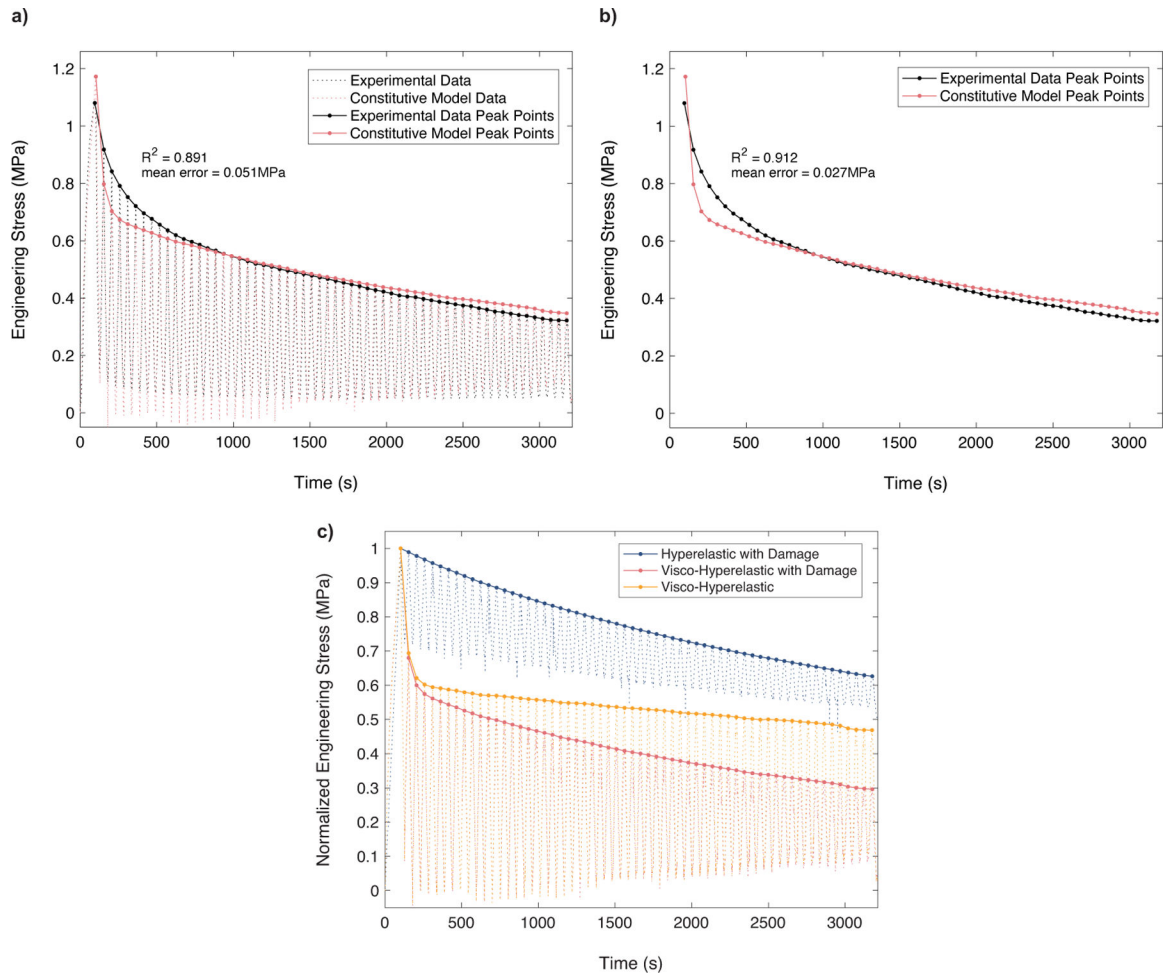 a)
1.2
1
0.8
0.6
0.4
0.2
0
Engineering Stress (MPa)
Experimental Data
Constitutive Model Data
Experimental Data Peak Points
Constitutive Model Peak Points
R² = 0.891
mean error = 0.051MPa
0 500 1000 1500 2000 2500 3000
Time (s)
b)
1.2
1
0.8
0.6
0.4
0.2
0
Engineering Stress (MPa)
Experimental Data Peak Points
Constitutive Model Peak Points
R² = 0.912
mean error = 0.027MPa
0 500 1000 1500 2000 2500 3000
Time (s)
c)
1
0.9
0.8
0.7
0.6
0.5
0.4
0.3
0.2
0.1
0
Normalized Engineering Stress (MPa)
Hyperelastic with Damage
Visco-Hyperelastic with Damage
Visco-Hyperelastic
0 500 1000 1500 2000 2500 3000
Time (s)